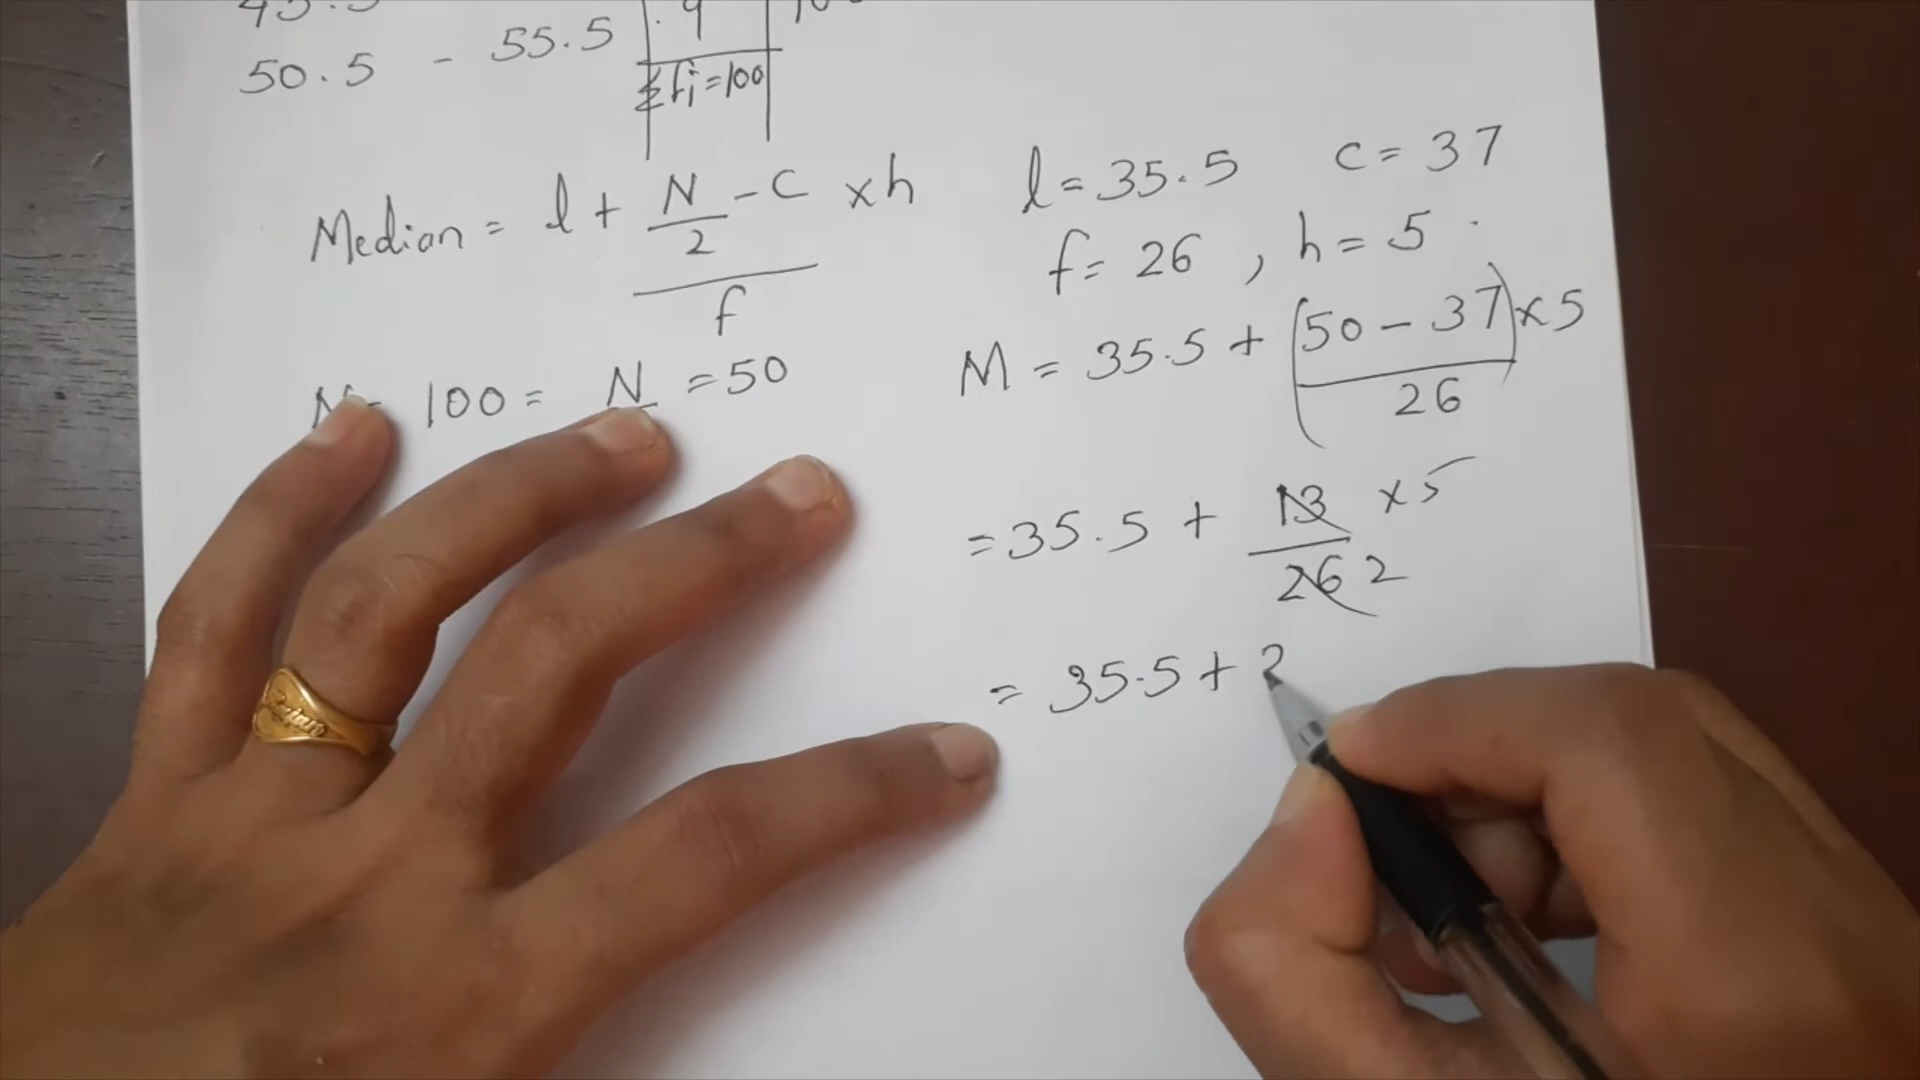 50.5 - 55.5
Σfi=100
Median = l + N/2 - C × h
f
N = 100 = N = 50
l = 35.5 c = 37
f = 26 , h = 5
M = 35.5 + (50 - 37) × 5
26
= 35.5 + 13 × 5
26 2
= 35.5 + 2